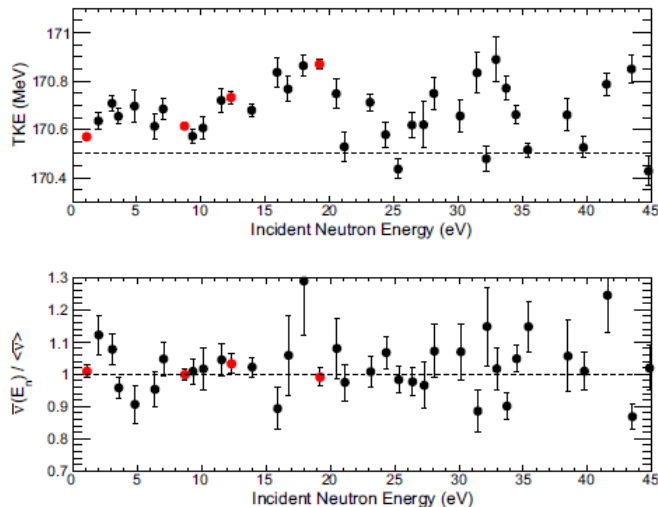 171
170.8
170.6
170.4
TKE (MeV)
0 5 10 15 20 25 30 35 40 45
Incident Neutron Energy (eV)
1.3
1.2
1.1
1
0.9
0.8
0.7
ν̅(Eₙ) / <ν̅>
0 5 10 15 20 25 30 35 40 45
Incident Neutron Energy (eV)